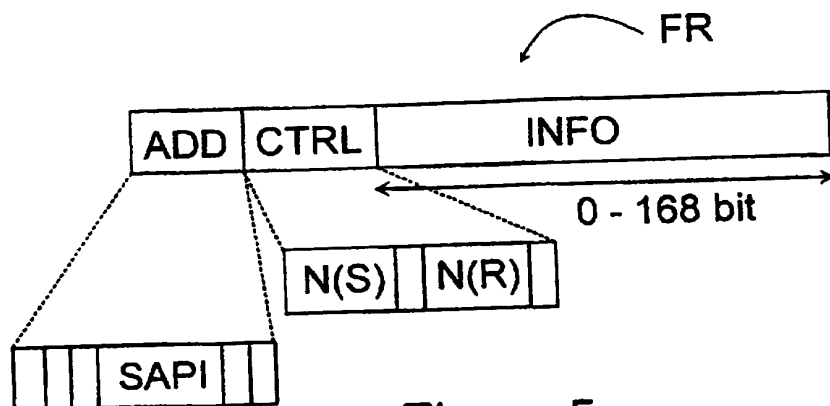 FR
ADD CTRL INFO
0 - 168 bit
N(S) N(R)
SAPI